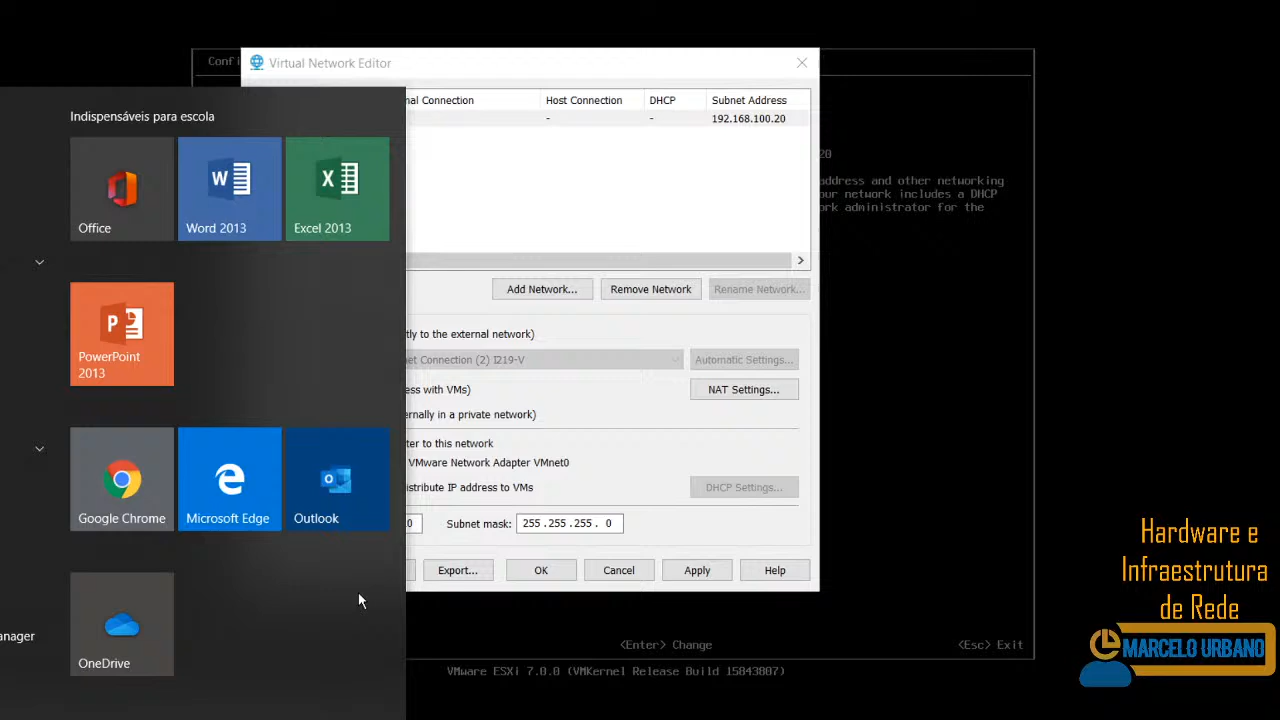 Confi
Virtual Network Editor
Indispensáveis para escola
nal Connection
Host Connection
DHCP
Subnet Address
-
-
192.168.100.20
20
address and other networking
our network includes a DHCP
ork administrator for the
Office
Word 2013
Excel 2013
Add Network...
Remove Network
Rename Network...
PowerPoint
2013
tly to the external network)
et Connection (2) I219-V
Automatic Settings...
ess with VMs)
NAT Settings...
ernally in a private network)
ter to this network
VMware Network Adapter VMnet0
istribute IP address to VMs
DHCP Settings...
Google Chrome
Microsoft Edge
Outlook
0
Subnet mask:
255.255.255. 0
Export...
OK
Cancel
Apply
Help
anager
OneDrive
<Enter> Change
<Esc> Exit
VMware ESXi 7.0.0 (VMKernel Release Build 15843807)
Hardware e
Infraestrutura
de Rede
MARCELO URBANO